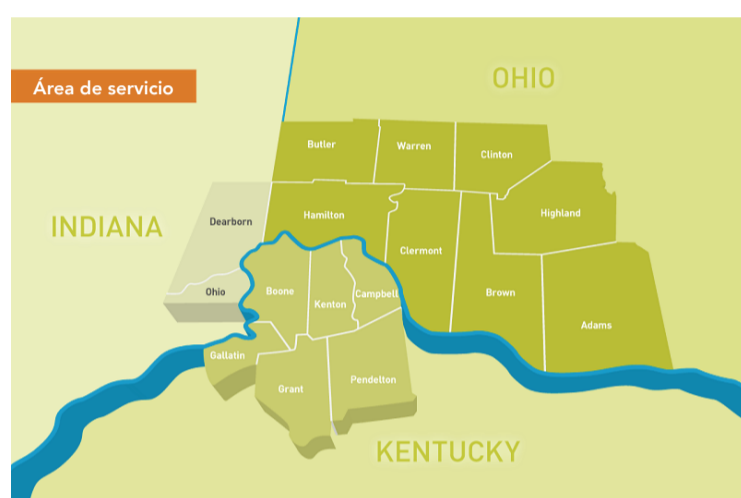 OHIO
Área de servicio
Butler
Warren
Clinton
Dearborn
Hamilton
Highland
INDIANA
Clermont
Ohio
Boone
Kenton
Campbell
Brown
Adams
Gallatin
Grant
Pendelton
KENTUCKY